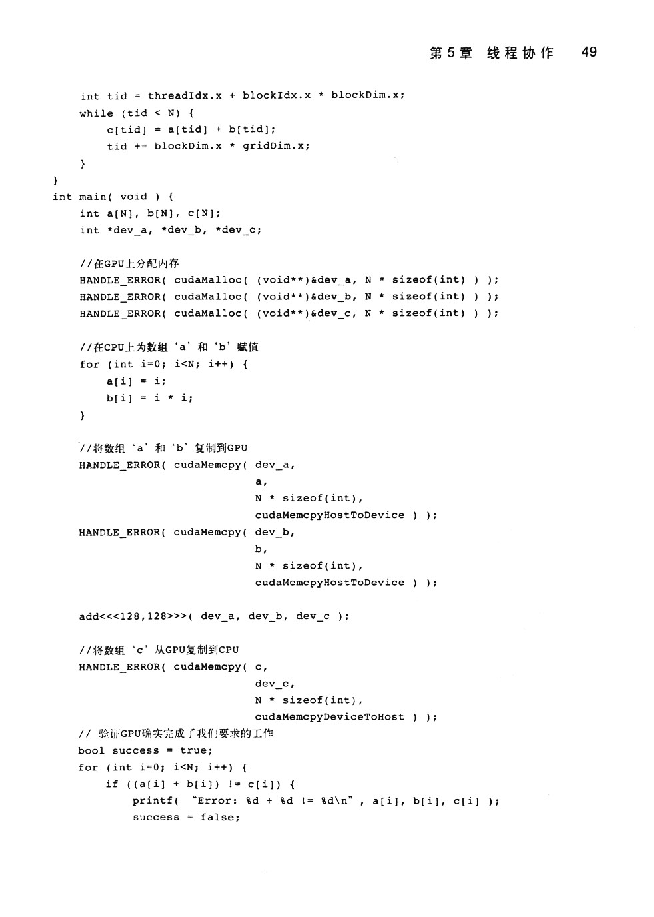 第5章 线程协作 49
int tid = threadIdx.x + blockIdx.x * blockDim.x;
while (tid < N) {
c[tid] = a[tid] + b[tid];
tid += blockDim.x * gridDim.x;
}
}
int main( void ) {
int a[N], b[N], c[N];
int *dev_a, *dev_b, *dev_c;
//在GPU上分配内存
HANDLE_ERROR( cudaMalloc( (void**)&dev_a, N * sizeof(int) ) );
HANDLE_ERROR( cudaMalloc( (void**)&dev_b, N * sizeof(int) ) );
HANDLE_ERROR( cudaMalloc( (void**)&dev_c, N * sizeof(int) ) );
//在CPU上为数组 'a' 和 'b' 赋值
for (int i=0; i<N; i++) {
a[i] = i;
b[i] = i * i;
}
//将数组 'a' 和 'b' 复制到GPU
HANDLE_ERROR( cudaMemcpy( dev_a,
a,
N * sizeof(int),
cudaMemcpyHostToDevice ) );
HANDLE_ERROR( cudaMemcpy( dev_b,
b,
N * sizeof(int),
cudaMemcpyHostToDevice ) );
add<<<128,128>>>( dev_a, dev_b, dev_c );
//将数组 'c' 从GPU复制到CPU
HANDLE_ERROR( cudaMemcpy( c,
dev_c,
N * sizeof(int),
cudaMemcpyDeviceToHost ) );
// 验证GPU确实完成了我们要求的工作
bool success = true;
for (int i=0; i<N; i++) {
if ((a[i] + b[i]) != c[i]) {
printf( "Error: %d + %d != %d\n" , a[i], b[i], c[i] );
success = false;